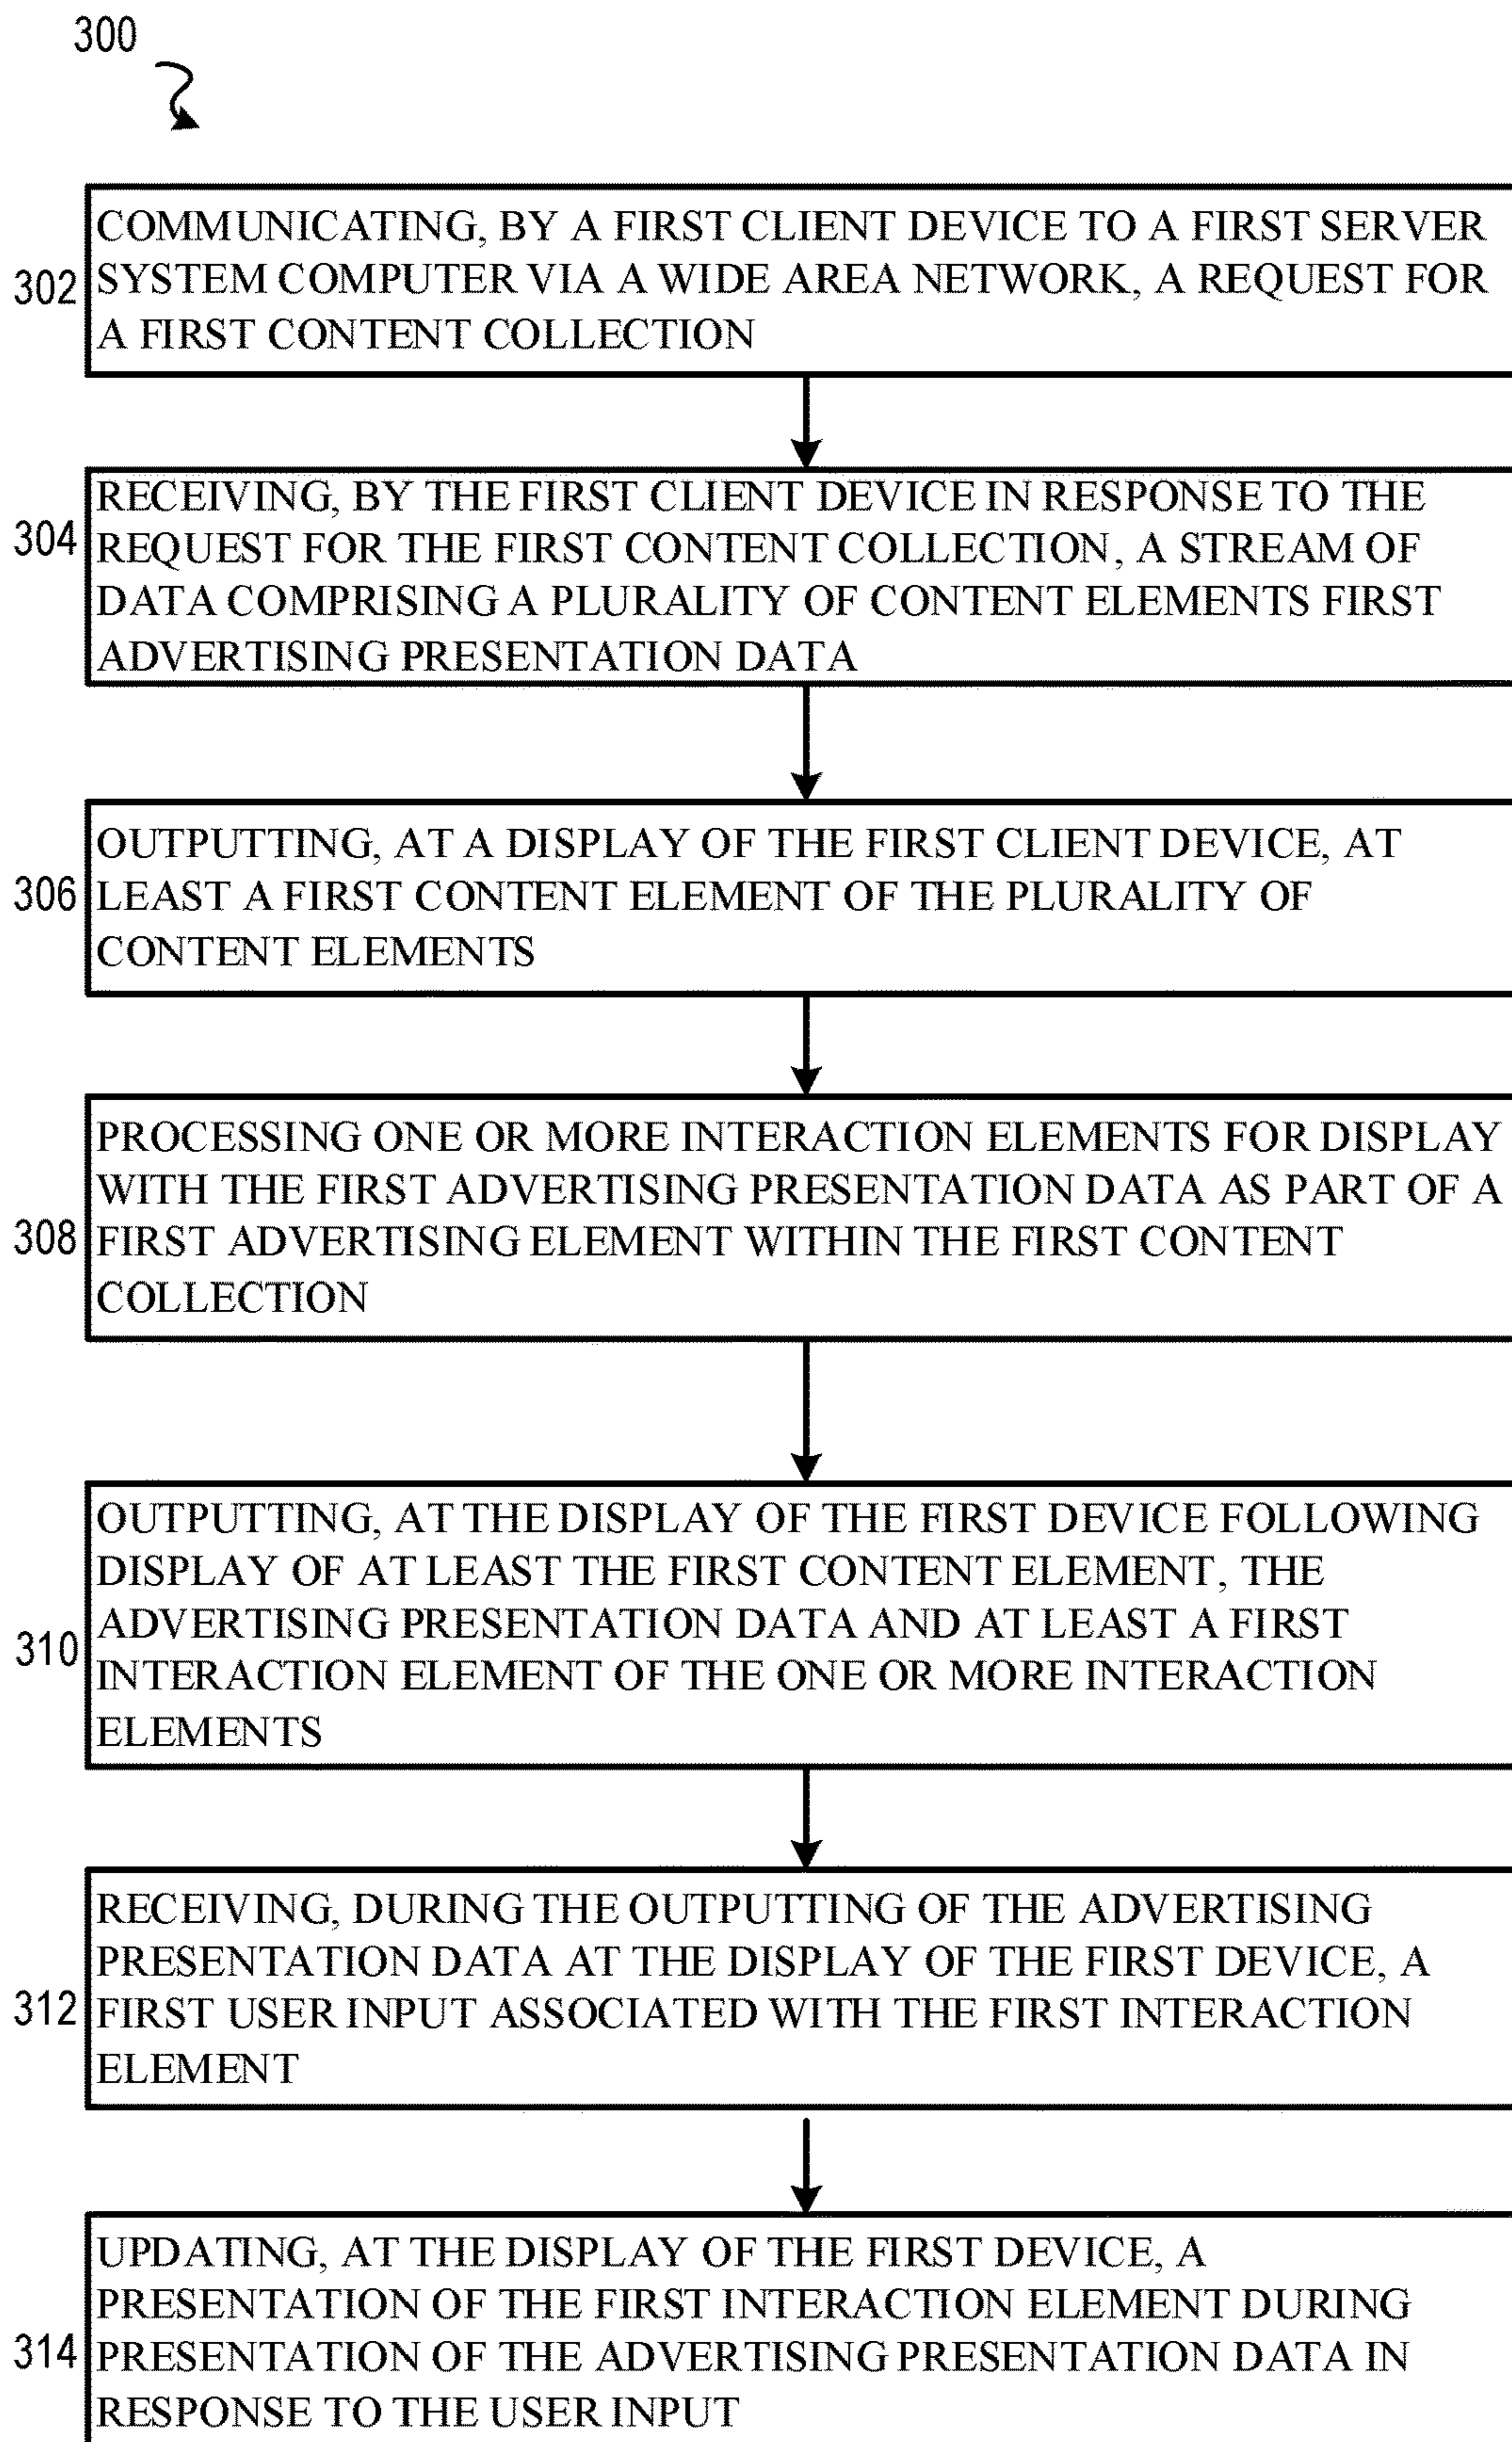 300
COMMUNICATING, BY A FIRST CLIENT DEVICE TO A FIRST SERVER
302
SYSTEM COMPUTER VIA A WIDE AREA NETWORK, A REQUEST FOR
A FIRST CONTENT COLLECTION
RECEIVING, BY THE FIRST CLIENT DEVICE IN RESPONSE TO THE
304
REQUEST FOR THE FIRST CONTENT COLLECTION, A STREAM OF
DATA COMPRISING A PLURALITY OF CONTENT ELEMENTS FIRST
ADVERTISING PRESENTATION DATA
OUTPUTTING, AT A DISPLAY OF THE FIRST CLIENT DEVICE, AT
306
LEAST A FIRST CONTENT ELEMENT OF THE PLURALITY OF
CONTENT ELEMENTS
PROCESSING ONE OR MORE INTERACTION ELEMENTS FOR DISPLAY
WITH THE FIRST ADVERTISING PRESENTATION DATA AS PART OF A
308
FIRST ADVERTISING ELEMENT WITHIN THE FIRST CONTENT
COLLECTION
OUTPUTTING, AT THE DISPLAY OF THE FIRST DEVICE FOLLOWING
DISPLAY OF AT LEAST THE FIRST CONTENT ELEMENT, THE
ADVERTISING PRESENTATION DATA AND AT LEAST A FIRST
310
INTERACTION ELEMENT OF THE ONE OR MORE INTERACTION
ELEMENTS
RECEIVING, DURING THE OUTPUTTING OF THE ADVERTISING
PRESENTATION DATA AT THE DISPLAY OF THE FIRST DEVICE, A
312
FIRST USER INPUT ASSOCIATED WITH THE FIRST INTERACTION
ELEMENT
UPDATING, AT THE DISPLAY OF THE FIRST DEVICE, A
PRESENTATION OF THE FIRST INTERACTION ELEMENT DURING
314
PRESENTATION OF THE ADVERTISING PRESENTATION DATA IN
RESPONSE TO THE USER INPUT